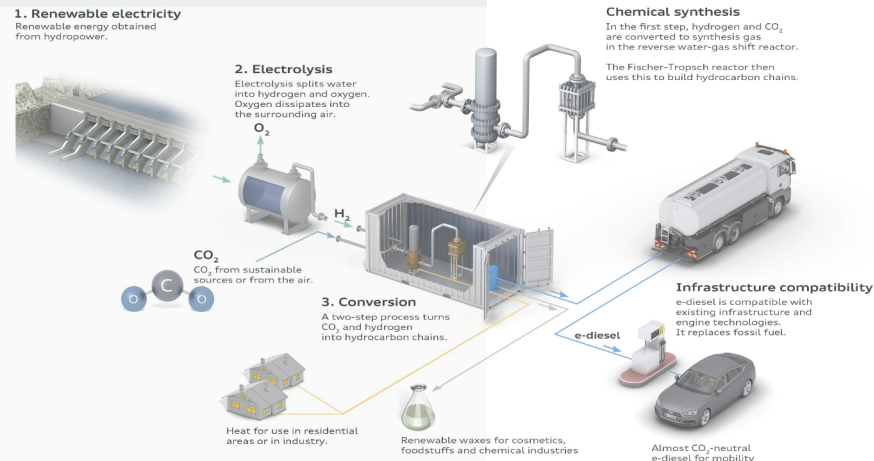 1. Renewable electricity
Renewable energy obtained
from hydropower.
2. Electrolysis
Electrolysis splits water
into hydrogen and oxygen.
Oxygen dissipates into
the surrounding air.
O₂
H₂
CO₂
CO₂ from sustainable
sources or from the air.
O C O
3. Conversion
A two-step process turns
CO₂ and hydrogen
into hydrocarbon chains.
Chemical synthesis
In the first step, hydrogen and CO₂
are converted to synthesis gas
in the reverse water-gas shift reactor.
The Fischer-Tropsch reactor then
uses this to build hydrocarbon chains.
Infrastructure compatibility
e-diesel is compatible with
existing infrastructure and
engine technologies.
It replaces fossil fuel.
e-diesel
Heat for use in residential
areas or in industry.
Renewable waxes for cosmetics,
foodstuffs and chemical industries
Almost CO₂-neutral
e-diesel for mobility